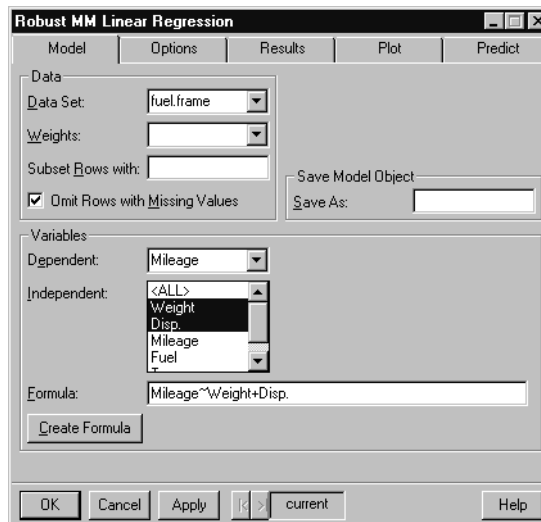 Robust MM Linear Regression
Model Options Results Plot Predict
Data
Data Set: fuel.frame
Weights:
Subset Rows with:
Omit Rows with Missing Values
Save Model Object
Save As:
Variables
Dependent: Mileage
Independent: <ALL>
Weight
Disp.
Mileage
Fuel
Formula: Mileage~Weight+Disp.
Create Formula
OK Cancel Apply current Help